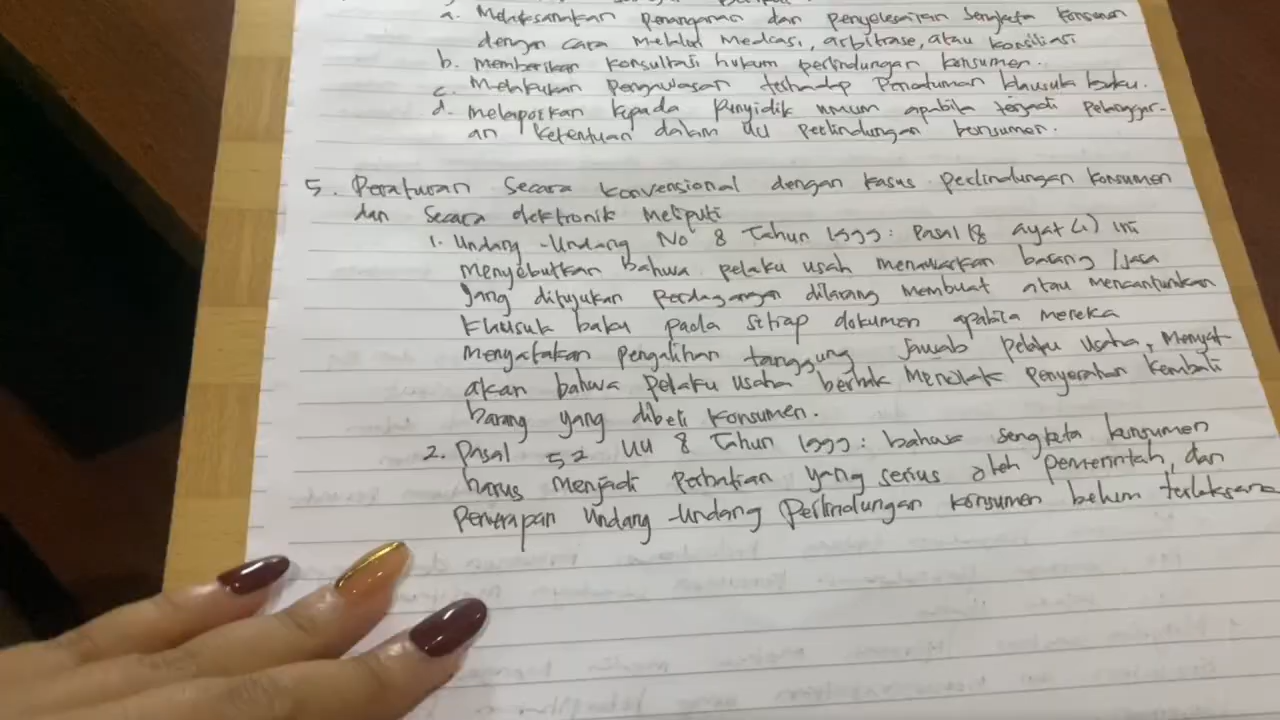 a. Melaksanakan penanganan dan penyelesaian sengketa konsumen
dengan cara melalui mediasi, arbitrase, atau konsiliasi
b. memberikan konsultasi hukum perlindungan konsumen.
c. Melakukan pengawasan terhadap Pencatuman khusula baku.
d. melaporkan kepada penyidik umum apabila terjadi pelanggar-
an ketentuan dalam UU perlindungan konsumen.
5. Peraturan secara konvensional dengan kasus perlindungan konsumen
dan secara elektronik meliputi
1. Undang-Undang No 8 Tahun 1999: Pasal 18 ayat (1) ini
menyebutkan bahwa pelaku usah menawarkan barang / jasa
yang ditujukan perdagangan dilarang membuat atau mencantumkan
khusula baku pada setiap dokumen apabila mereka
menyatakan pengalihan tanggung jawab pelaku usaha, Menyat
akan bahwa pelaku usaha berhak menolak penyerahan kembali
barang yang dibeli konsumen.
2. Pasal 52 UU 8 Tahun 1999: bahasa sengketa konsumen
harus menjadi perhatian yang serius oleh pemerintah, dan
penerapan Undang-Undang Perlindungan konsumen belum terlaksana